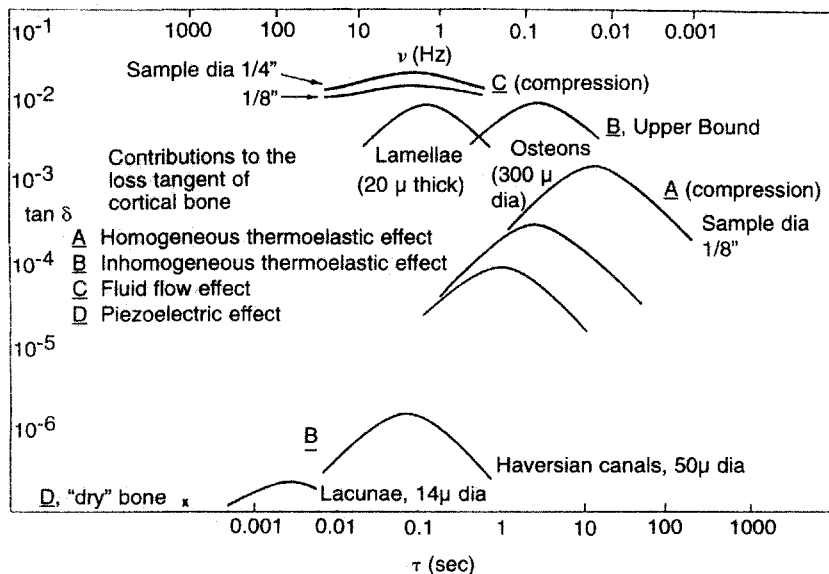 1000 100 10 1 0.1 0.01 0.001
10-1
ν (Hz)
Sample dia 1/4"
C (compression)
1/8"
10-2
B, Upper Bound
Lamellae
(20 μ thick)
Osteons
(300 μ
dia)
Contributions to the
loss tangent of
cortical bone
10-3
A (compression)
Sample dia
1/8"
tan δ
A Homogeneous thermoelastic effect
B Inhomogeneous thermoelastic effect
C Fluid flow effect
D Piezoelectric effect
10-4
10-5
10-6
B
Haversian canals, 50μ dia
D, "dry" bone x
Lacunae, 14μ dia
0.001 0.01 0.1 1 10 100 1000
τ (sec)